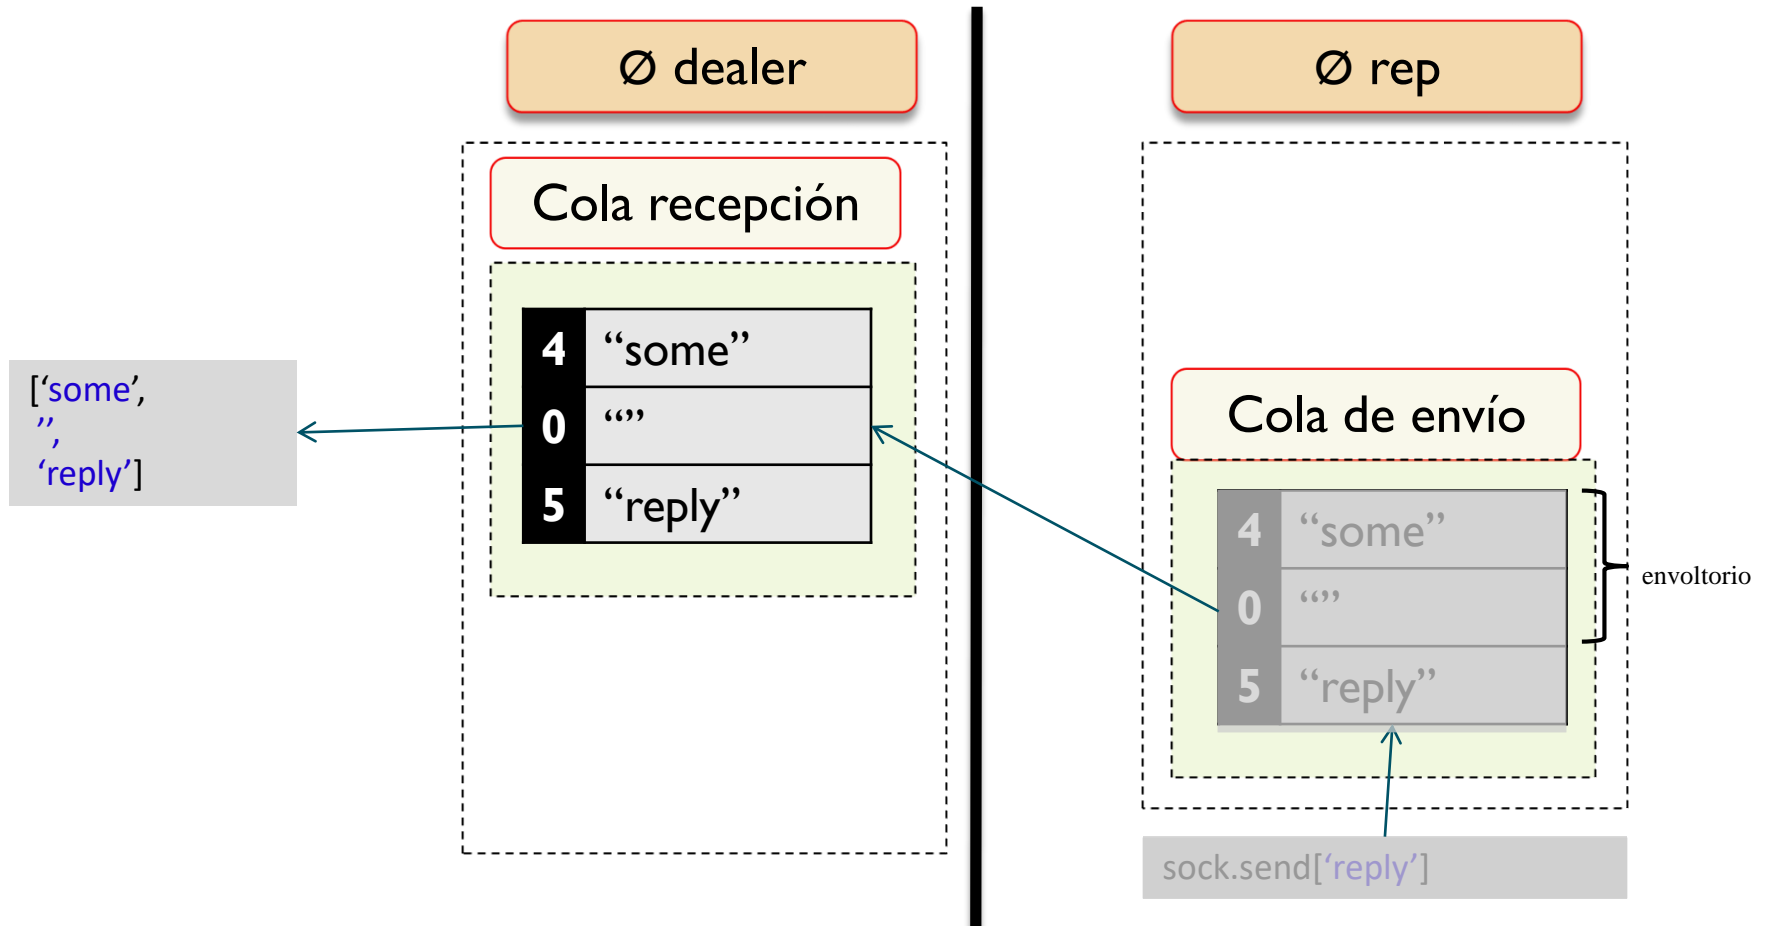 Ø dealer
Ø rep
Cola recepción
4 “some”
0 “”
5 “reply”
[‘some’,
’’,
‘reply’]
Cola de envío
4 “some”
0 “”
5 “reply”
envoltorio
sock.send[‘reply’]